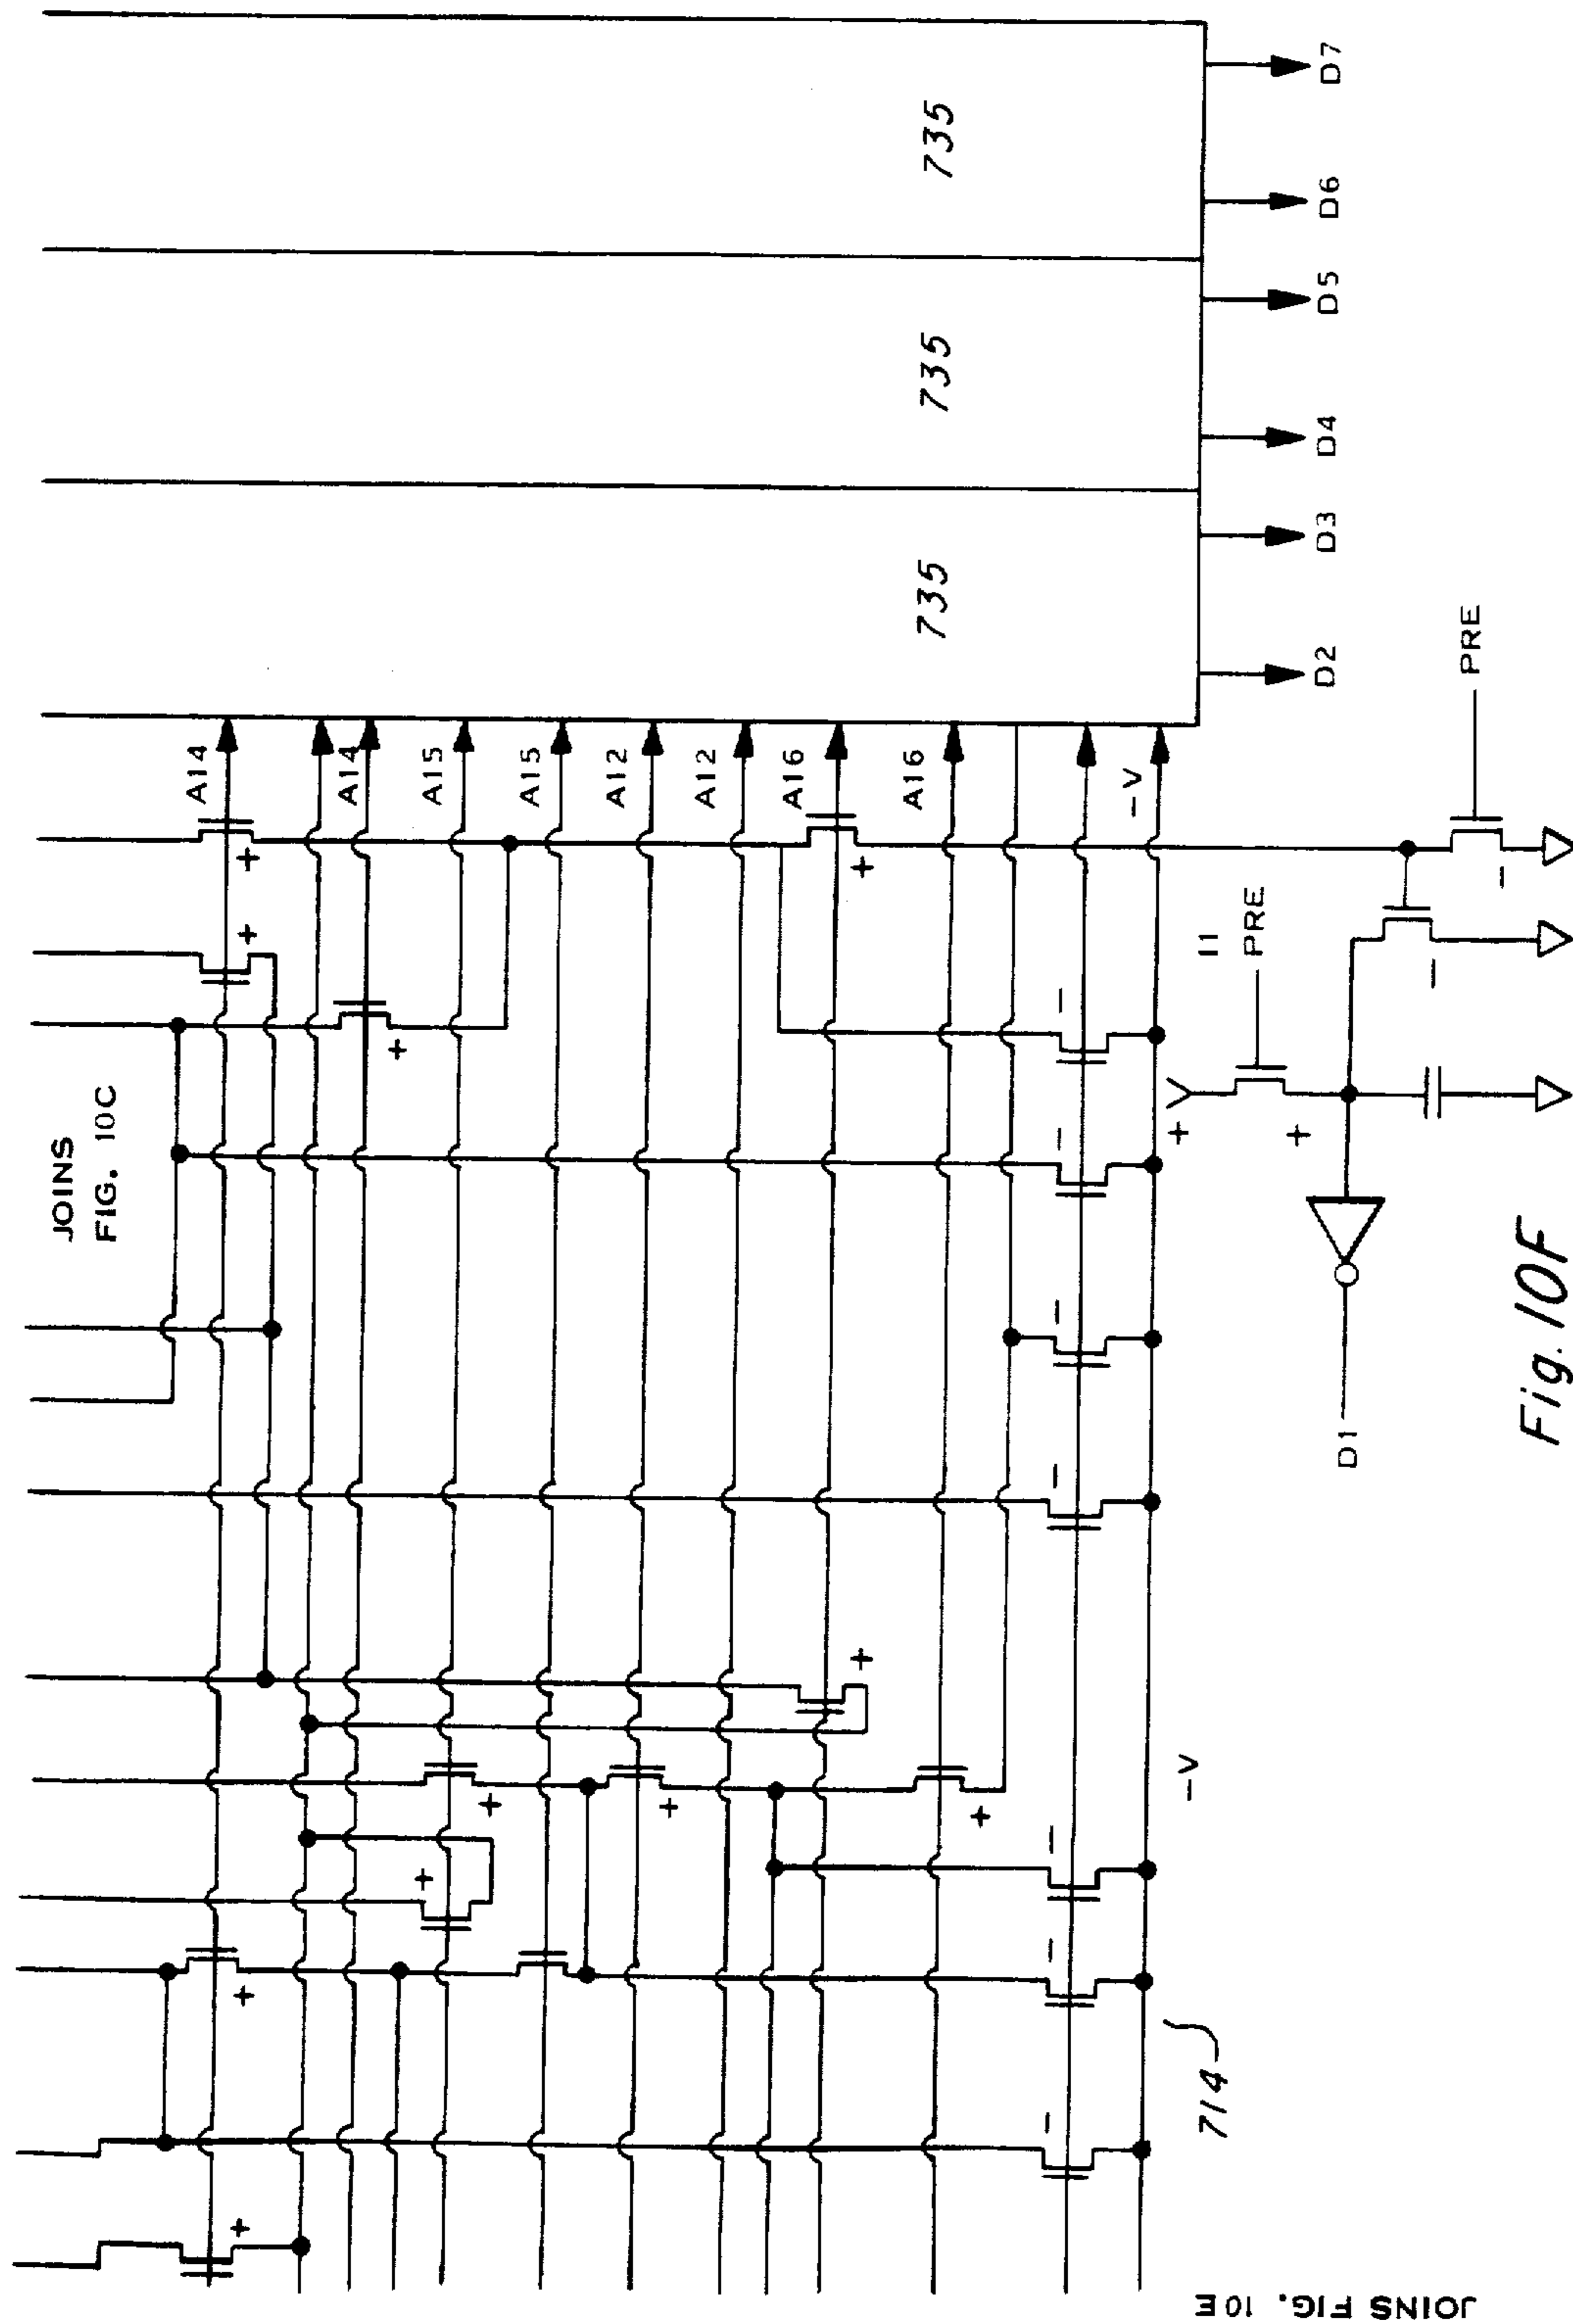 JOINS
FIG. 10C
A14
A14
A15
A15
A12
A12
A16
A16
-V
735
735
735
D2
D3
D4
D5
D6
D7
+
+
+
+
+
+
+
+
+
+
+
+
-
-
-
-
-
-
-
-V
714
+
+
I1
PRE
-
-
PRE
D1
Fig. 10F
JOINS FIG. 10E